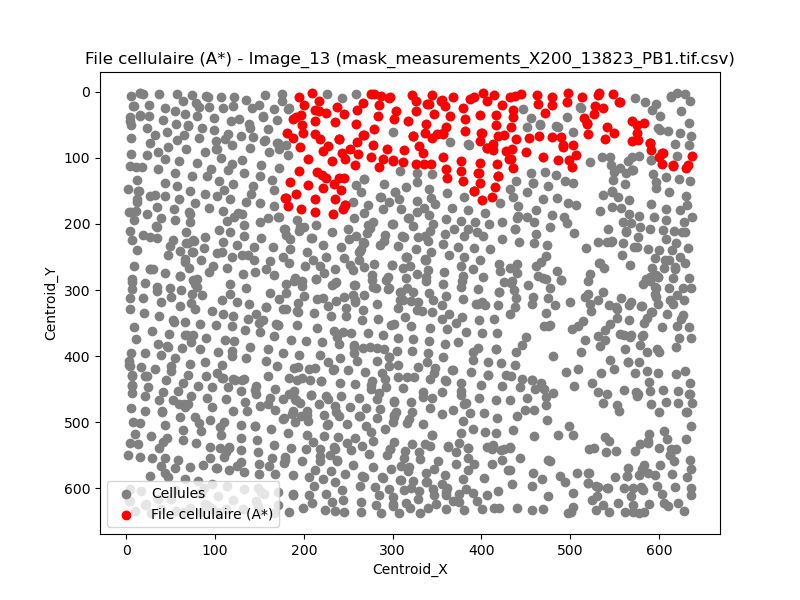 File cellulaire (A*) - Image_13 (mask_measurements_X200_13823_PB1.tif.csv)
0
100
200
300
400
500
600
Centroid_Y
Cellules
File cellulaire (A*)
0 100 200 300 400 500 600
Centroid_X